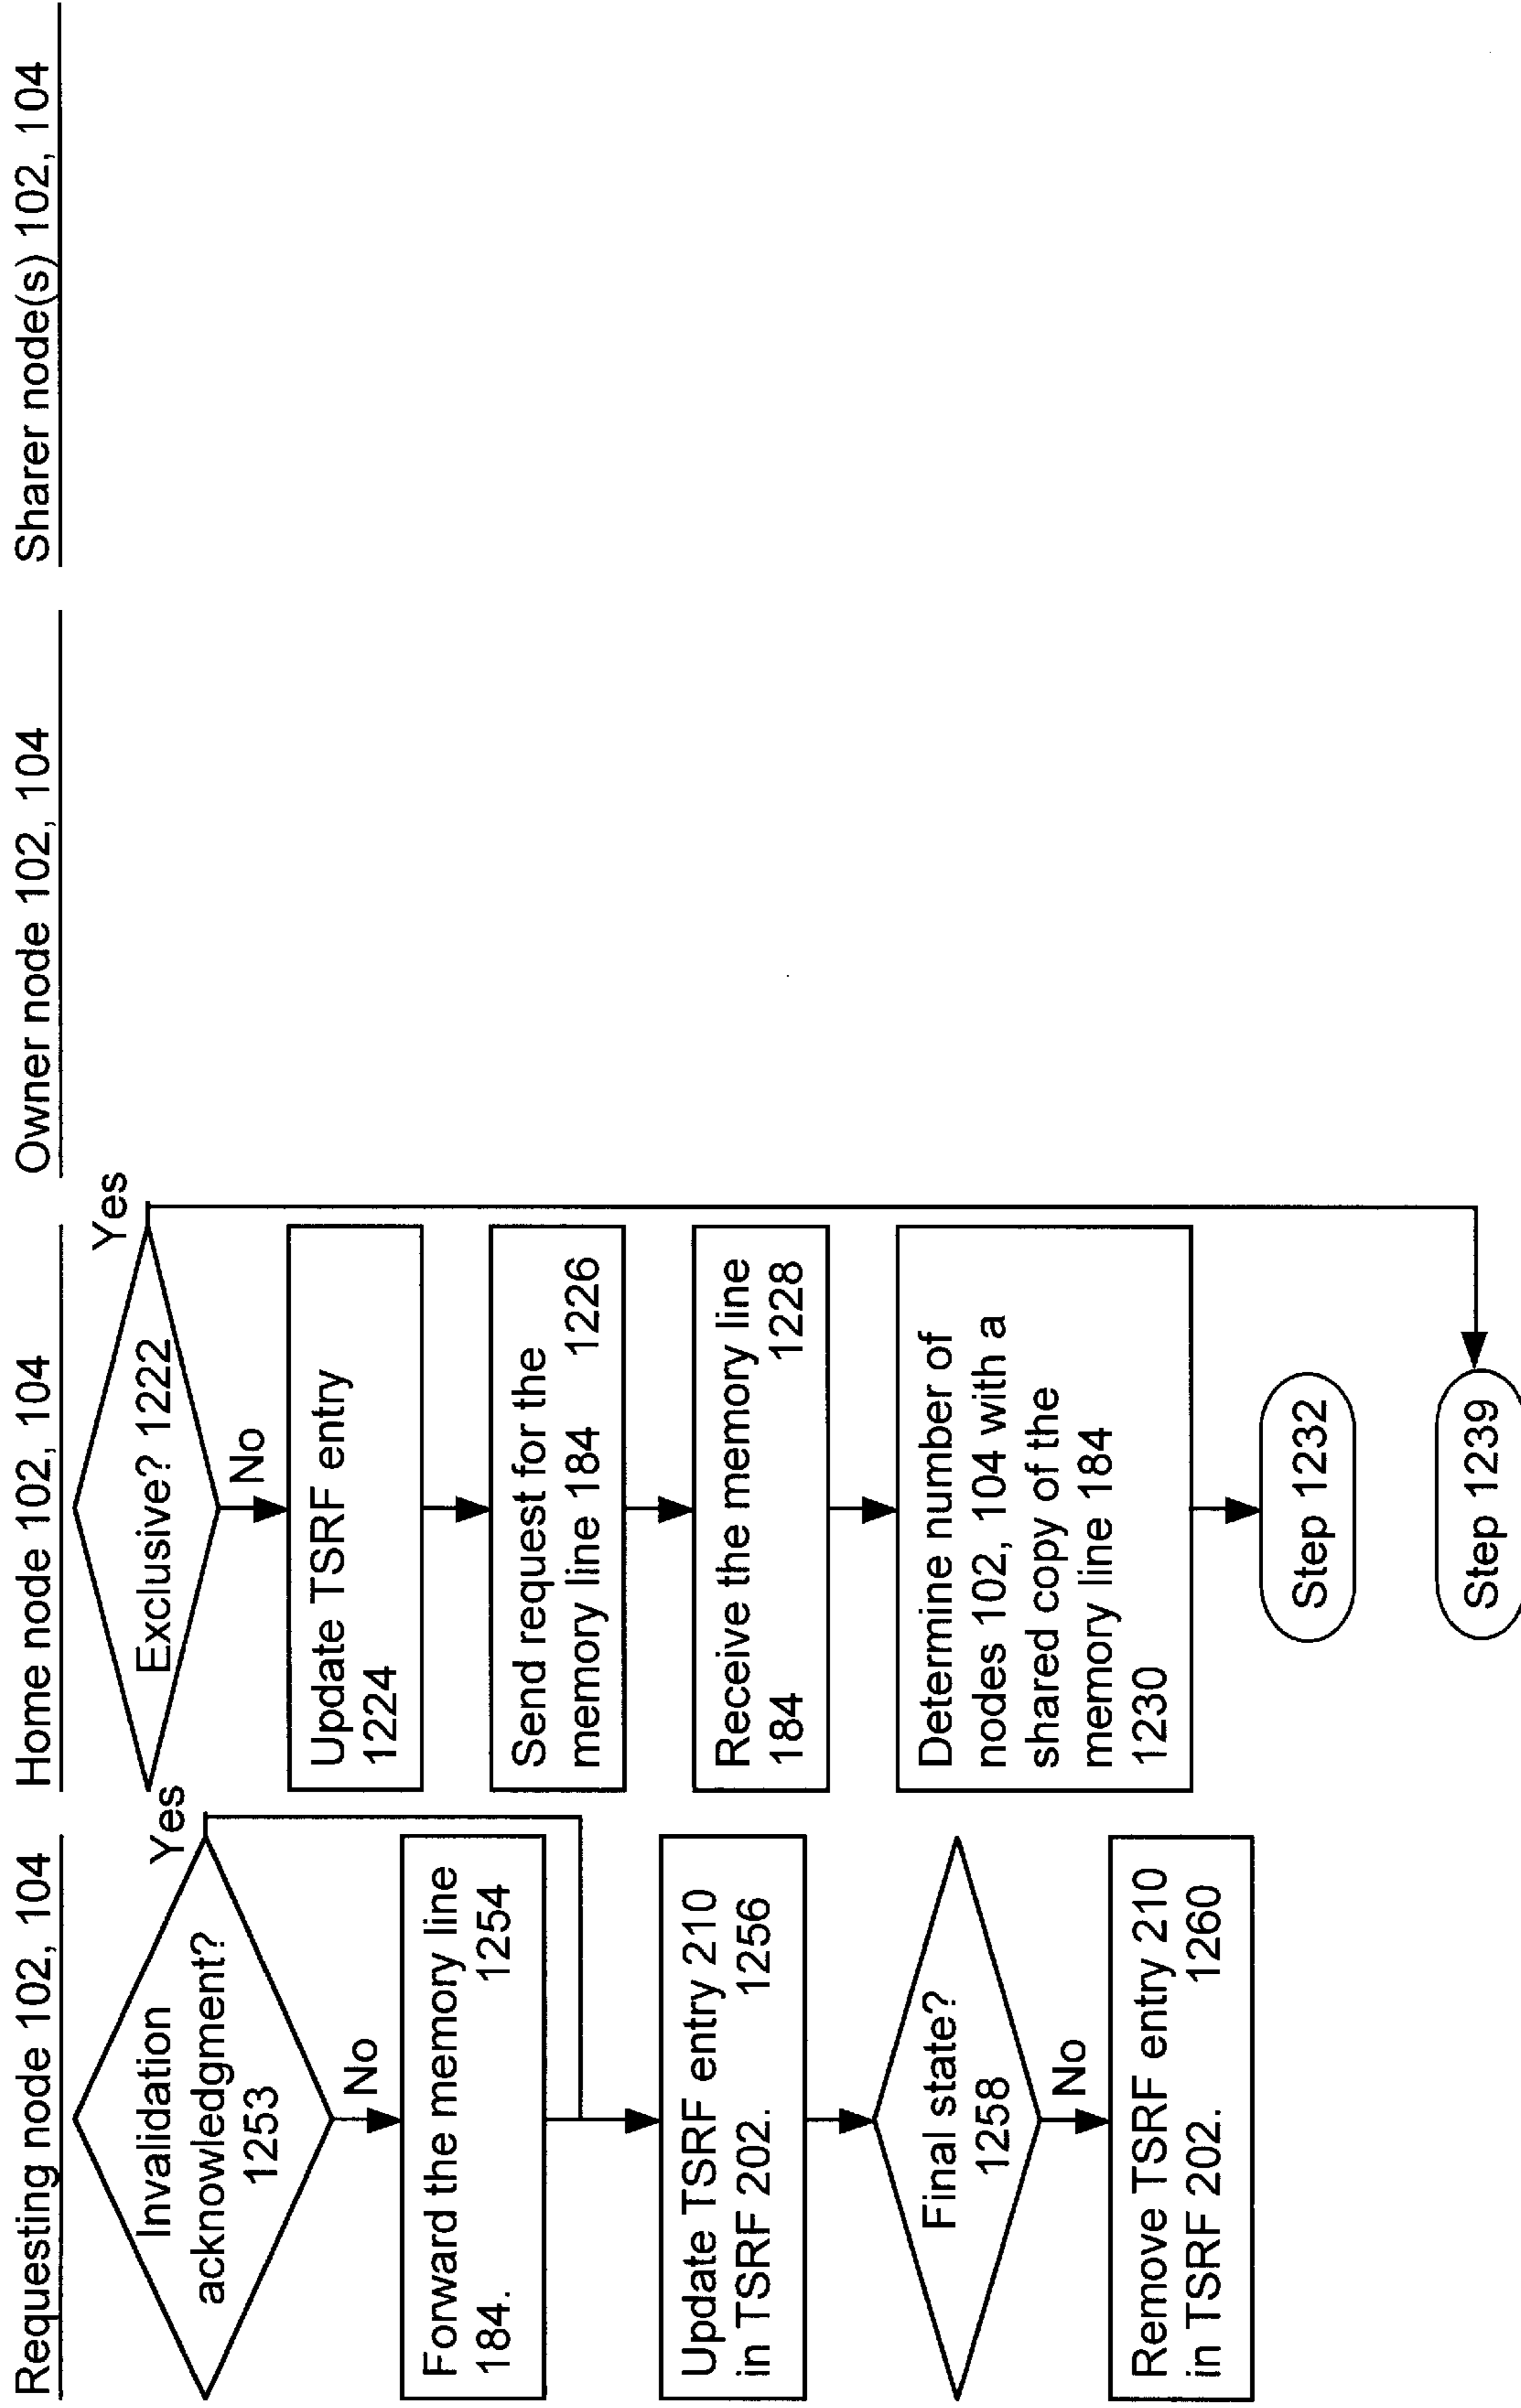 Requesting node 102, 104
Home node 102, 104
Owner node 102, 104
Sharer node(s) 102, 104
Invalidation
acknowledgment?
1253
Yes
No
Forward the memory line
184. 1254
Update TSRF entry 210
in TSRF 202. 1256
Final state?
1258
No
Remove TSRF entry 210
in TSRF 202. 1260
Exclusive? 1222
Yes
No
Update TSRF entry
1224
Send request for the
memory line 184 1226
Receive the memory line
184 1228
Determine number of
nodes 102, 104 with a
shared copy of the
memory line 184
1230
Step 1232
Step 1239